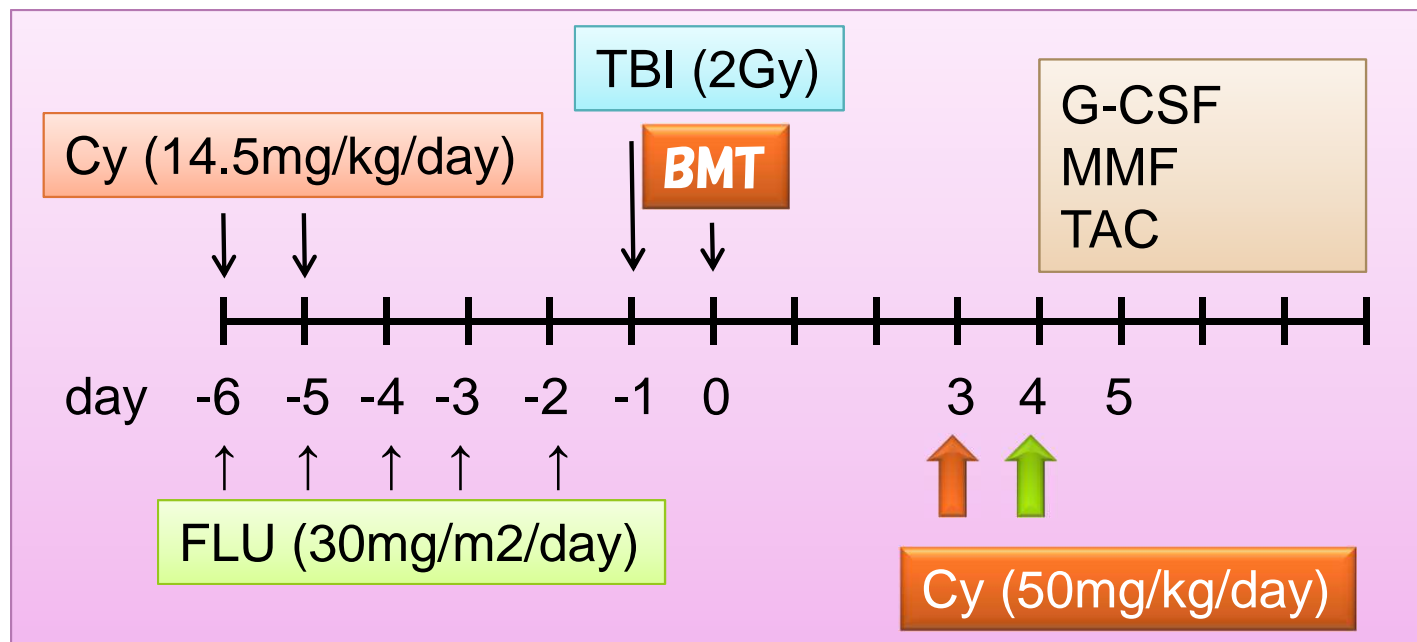 TBI (2Gy)
G-CSF
MMF
TAC
Cy (14.5mg/kg/day)
BMT
day -6 -5 -4 -3 -2 -1 0 3 4 5
FLU (30mg/m2/day)
Cy (50mg/kg/day)